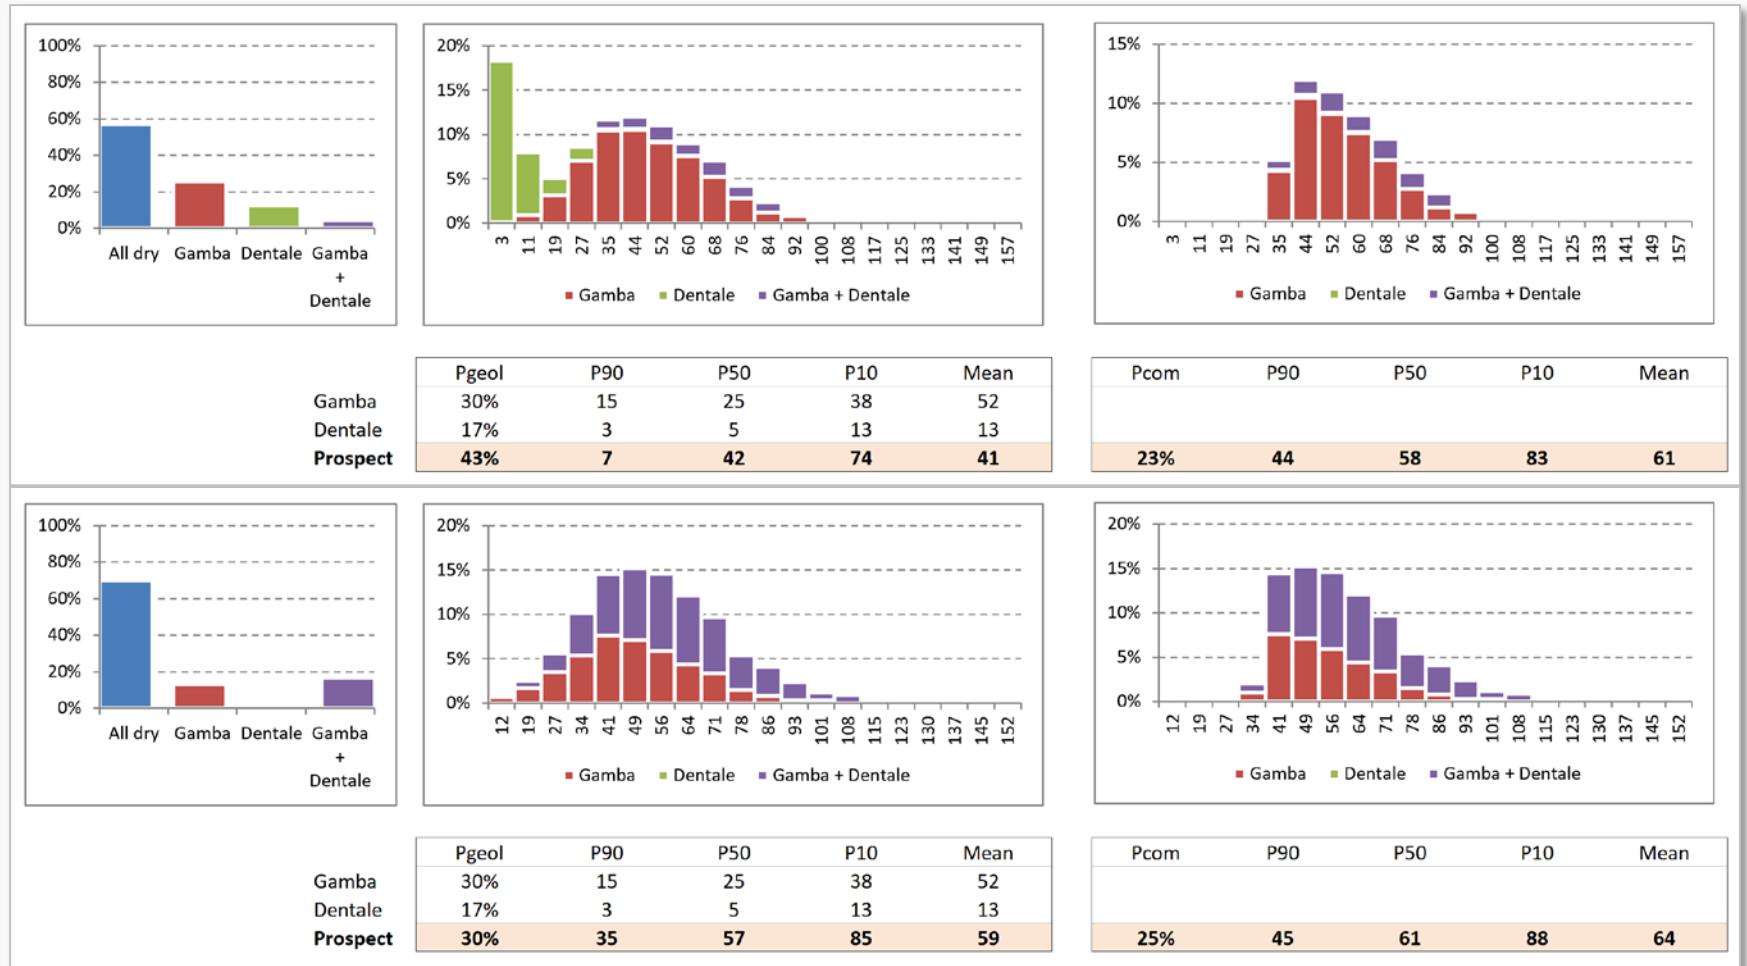 100%
80%
60%
40%
20%
0%
All dry Gamba Dentale Gamba + Dentale
20%
15%
10%
5%
0%
3 11 19 27 35 44 52 60 68 76 84 92 100 108 117 125 133 141 149 157
Gamba Dentale Gamba + Dentale
15%
10%
5%
0%
3 11 19 27 35 44 52 60 68 76 84 92 100 108 117 125 133 141 149 157
Gamba Dentale Gamba + Dentale
Pgeol P90 P50 P10 Mean
Gamba 30% 15 25 38 52
Dentale 17% 3 5 13 13
Prospect 43% 7 42 74 41
Pcom P90 P50 P10 Mean
23% 44 58 83 61
100%
80%
60%
40%
20%
0%
All dry Gamba Dentale Gamba + Dentale
20%
15%
10%
5%
0%
12 19 27 34 41 49 56 64 71 78 86 93 101 108 115 123 130 137 145 152
Gamba Dentale Gamba + Dentale
20%
15%
10%
5%
0%
12 19 27 34 41 49 56 64 71 78 86 93 101 108 115 123 130 137 145 152
Gamba Dentale Gamba + Dentale
Pgeol P90 P50 P10 Mean
Gamba 30% 15 25 38 52
Dentale 17% 3 5 13 13
Prospect 30% 35 57 85 59
Pcom P90 P50 P10 Mean
25% 45 61 88 64